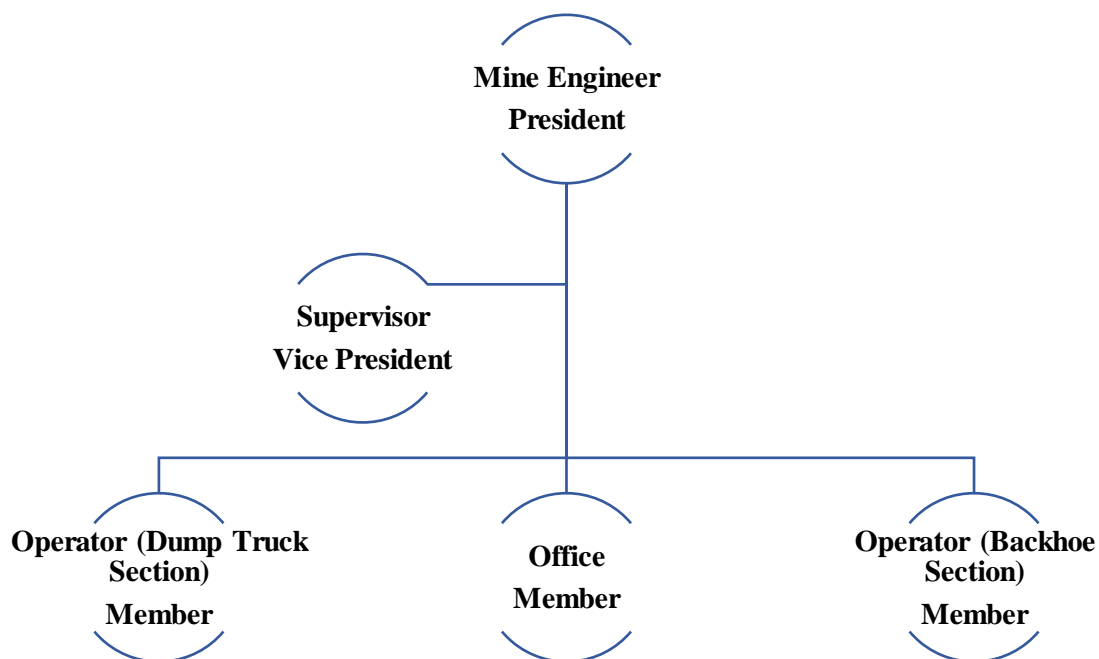 Mine Engineer
President
Supervisor
Vice President
Operator (Dump Truck
Section)
Member
Office
Member
Operator (Backhoe
Section)
Member